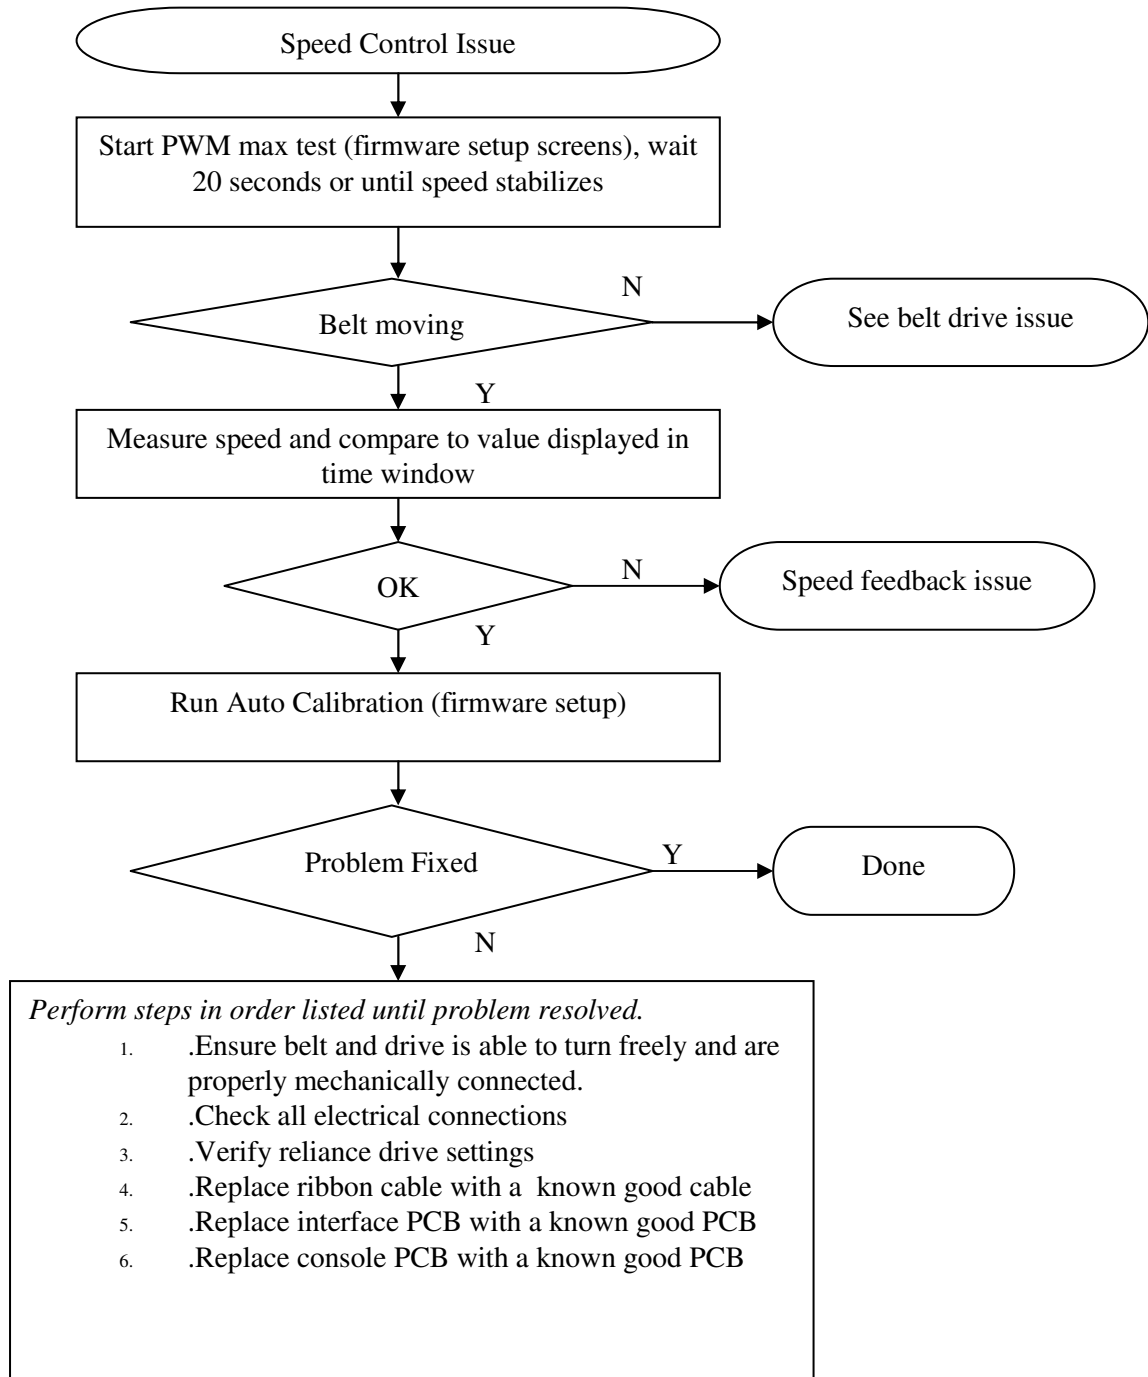 Speed Control Issue
Start PWM max test (firmware setup screens), wait
20 seconds or until speed stabilizes
N
Belt moving
See belt drive issue
Y
Measure speed and compare to value displayed in
time window
OK
N
Speed feedback issue
Y
Run Auto Calibration (firmware setup)
Problem Fixed
Y
Done
N
Perform steps in order listed until problem resolved.
1. .Ensure belt and drive is able to turn freely and are
properly mechanically connected.
2. .Check all electrical connections
3. .Verify reliance drive settings
4. .Replace ribbon cable with a known good cable
5. .Replace interface PCB with a known good PCB
6. .Replace console PCB with a known good PCB